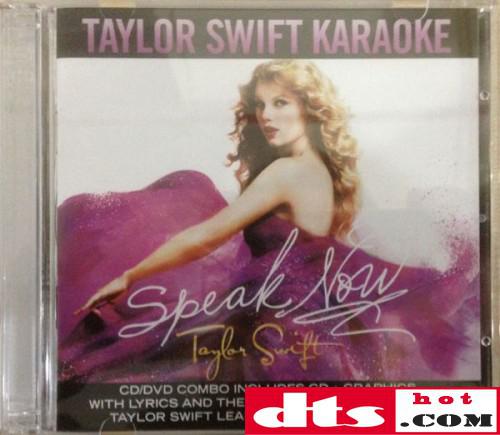 TAYLOR SWIFT KARAOKE
Speak Now
Taylor Swift
CD/DVD COMBO INCLUDES CD + GRAPHICS
WITH LYRICS AND THE
TAYLOR SWIFT LEA
dts
hot
.com